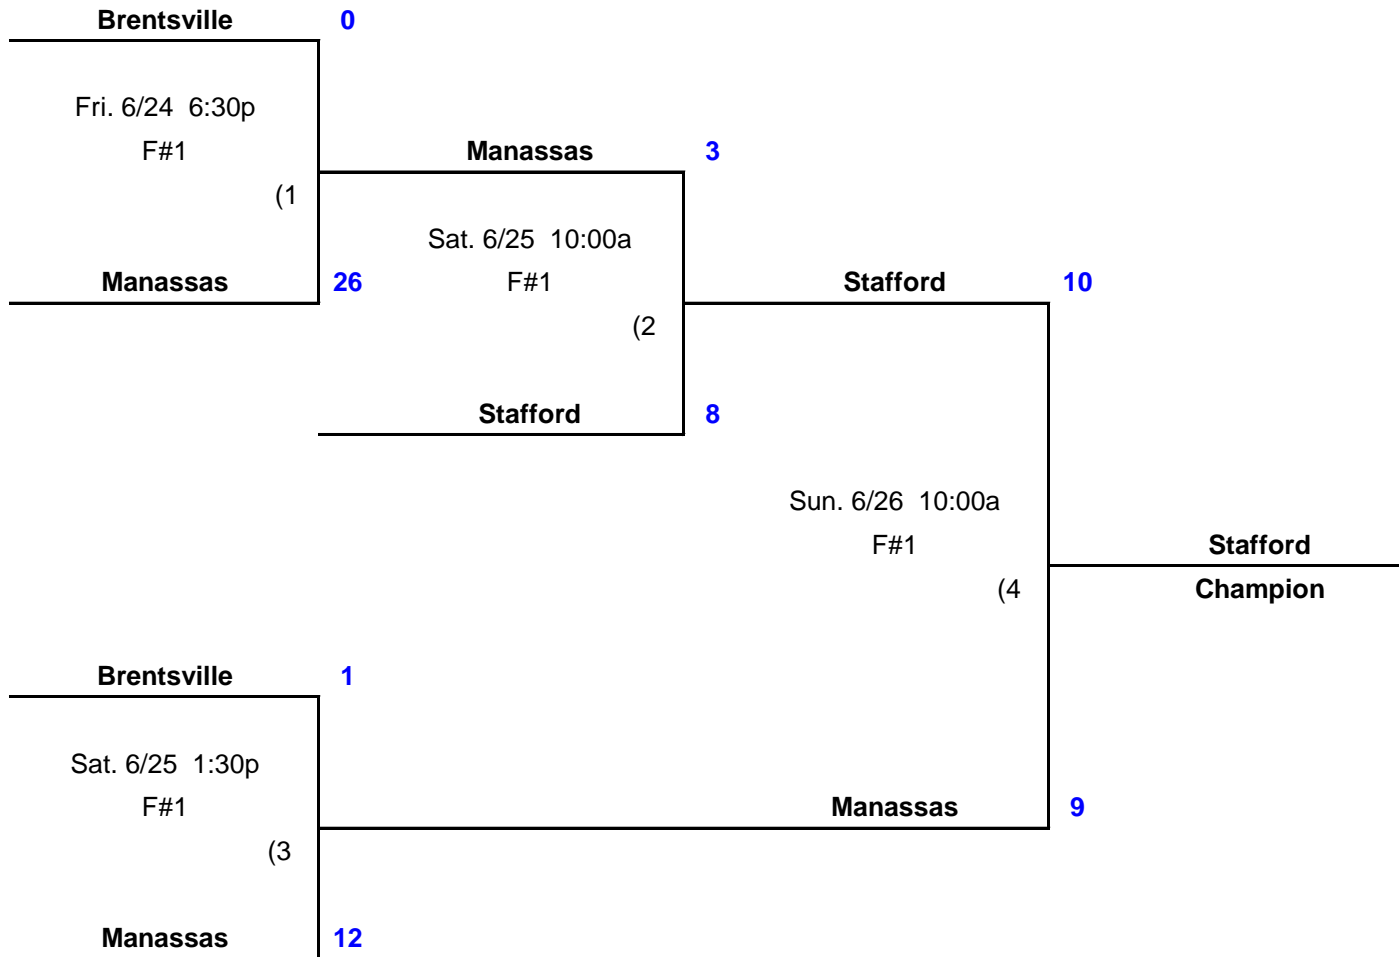 Brentsville 0
Fri. 6/24 6:30p
F#1
Manassas 3
(1
Sat. 6/25 10:00a
Manassas 26 F#1 Stafford 10
(2
Stafford 8
Sun. 6/26 10:00a
F#1 Stafford
(4 Champion
Brentsville 1
Sat. 6/25 1:30p
F#1 Manassas 9
(3
Manassas 12